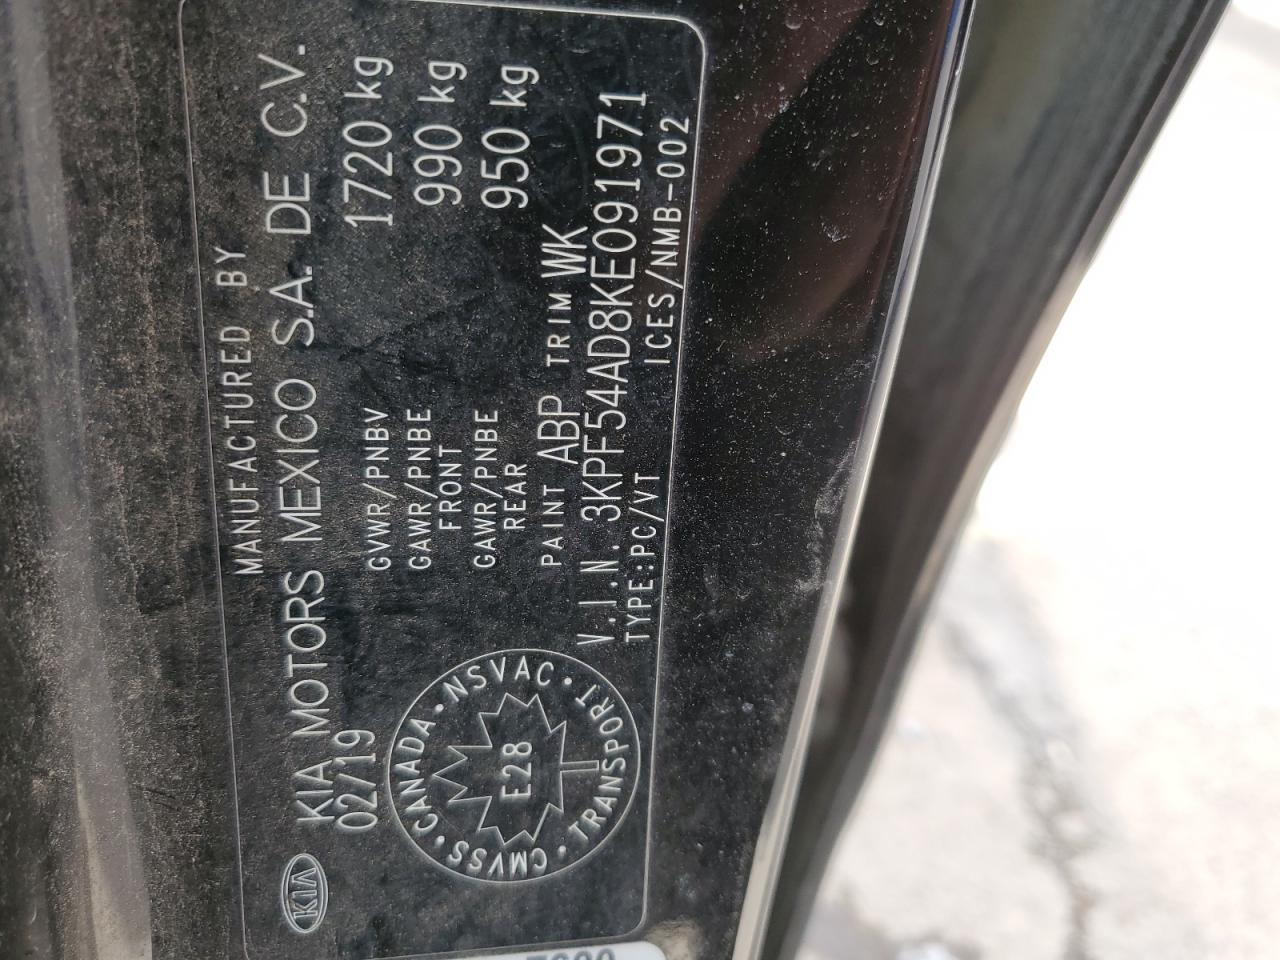 MANUFACTURED BY
KIA KIA MOTORS MEXICO S.A. DE C.V.
02/19
GVWR/PNBV 1720 kg
GAWR/PNBE 990 kg
FRONT
GAWR/PNBE 950 kg
REAR
PAINT ABP TRIM WK
V.I.N. 3KPF54AD8KE091971
TYPE:PC/VT ICES/NMB-002
CMVSS • CANADA • NSVAC • TRANSPORT •
E28